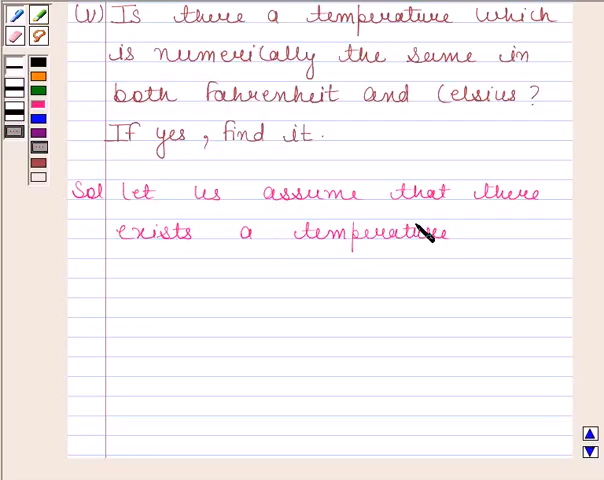 (V) Is there a temperature which
is numerically the same in
both Fahrenheit and Celsius?
If yes, find it.
Sol Let us assume that there
exists a temperature